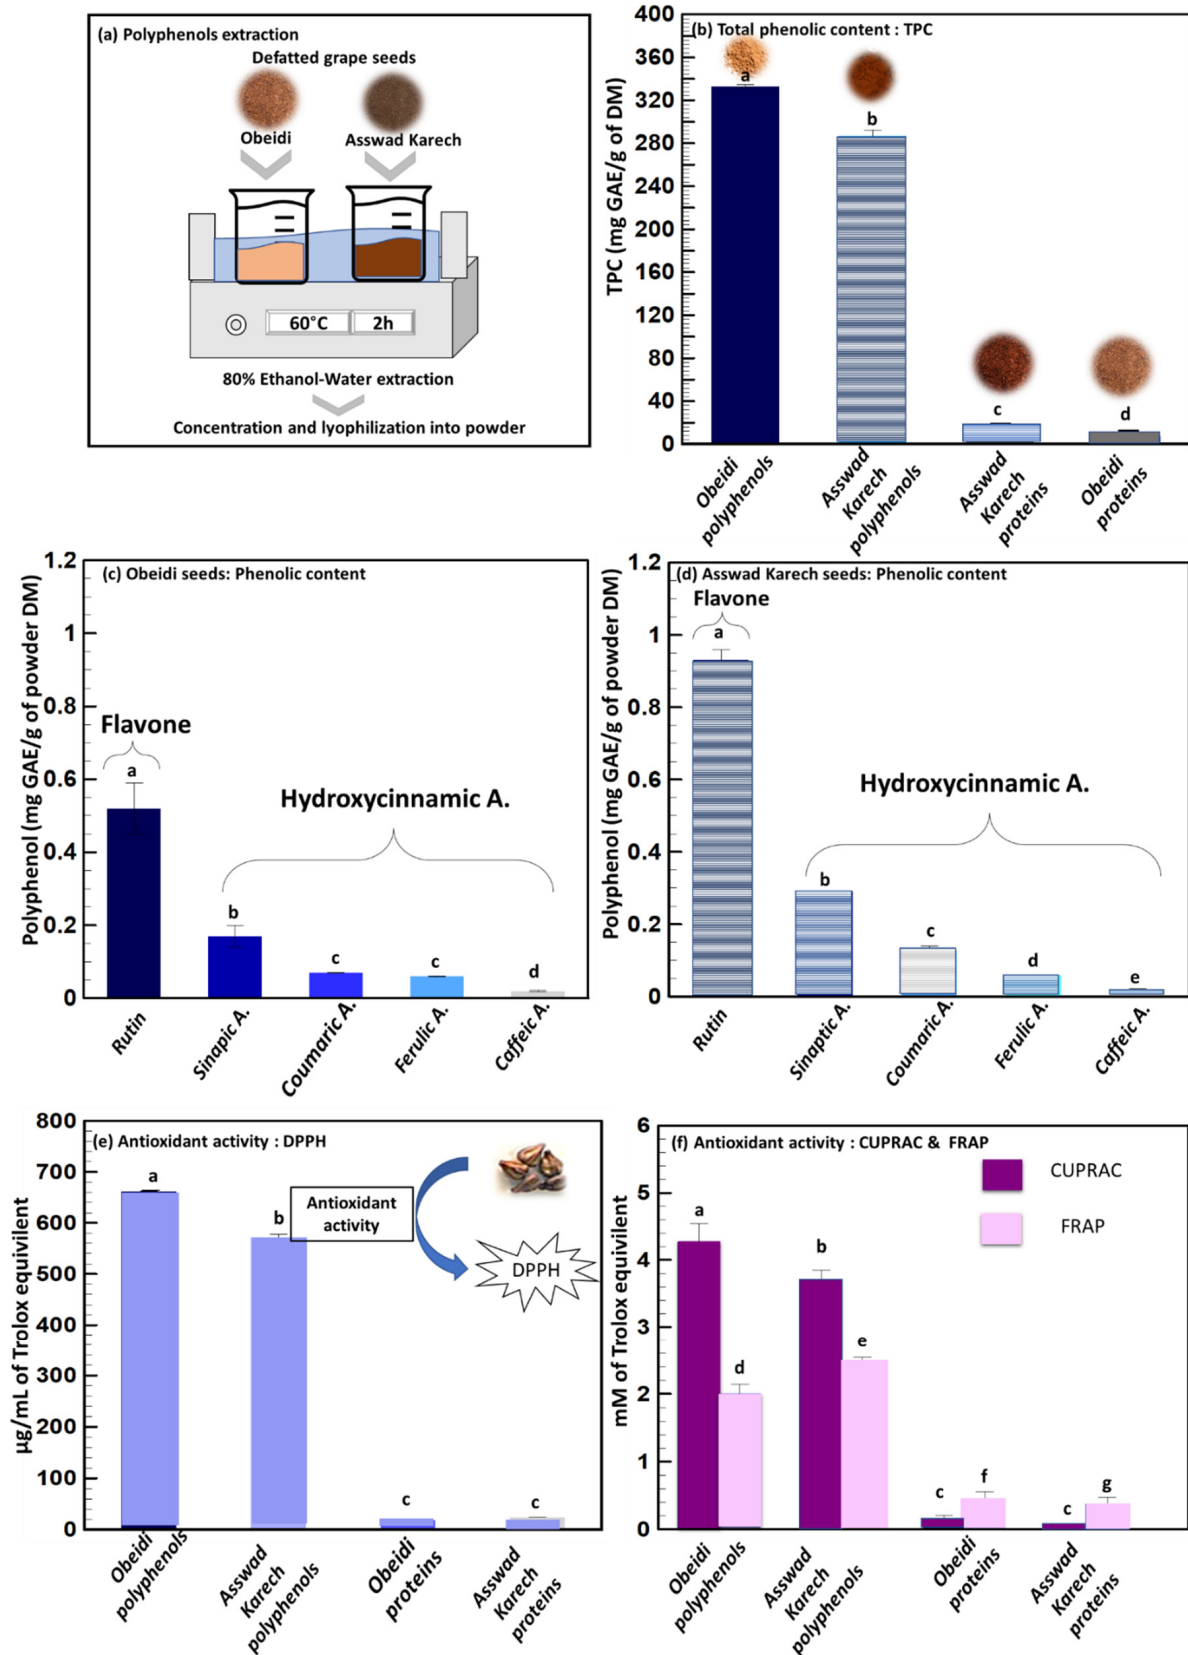 (a) Polyphenols extraction
Defatted grape seeds
Obeidi
Asswad Karech
60°C
2h
80% Ethanol-Water extraction
Concentration and lyophilization into powder
(b) Total phenolic content : TPC
TPC (mg GAE/g of DM)
400
360
320
280
240
200
160
120
80
40
0
a
b
c
d
Obeidi
polyphenols
Asswad
Karech
polyphenols
Asswad
Karech
proteins
Obeidi
proteins
(c) Obeidi seeds: Phenolic content
Polyphenol (mg GAE/g of powder DM)
1.2
1
0.8
0.6
0.4
0.2
0
Flavone
a
Hydroxycinnamic A.
b
c
c
d
Rutin
Sinapic A.
Coumaric A.
Ferulic A.
Caffeic A.
(d) Asswad Karech seeds: Phenolic content
Polyphenol (mg GAE/g of powder DM)
1.2
1
0.8
0.6
0.4
0.2
0
Flavone
a
Hydroxycinnamic A.
b
c
d
e
Rutin
Sinaptic A.
Coumaric A.
Ferulic A.
Caffeic A.
(e) Antioxidant activity : DPPH
µg/mL of Trolox equivilent
800
700
600
500
400
300
200
100
0
a
b
c
c
Antioxidant
activity
DPPH
Obeidi
polyphenols
Asswad
Karech
polyphenols
Obeidi
proteins
Asswad
Karech
proteins
(f) Antioxidant activity : CUPRAC & FRAP
mM of Trolox equivilent
6
5
4
3
2
1
0
CUPRAC
FRAP
a
d
b
e
c
f
c
g
Obeidi
polyphenols
Asswad
Karech
polyphenols
Obeidi
proteins
Asswad
Karech
proteins